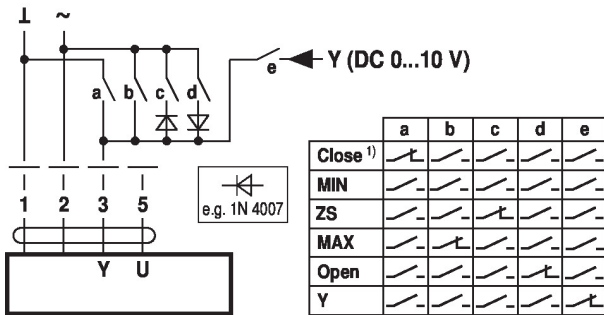 ⊥ ~
a b c d e Y (DC 0...10 V)
1 2 3 5
Y U
e.g. 1N 4007
a b c d e
Close 1)
MIN
ZS
MAX
Open
Y